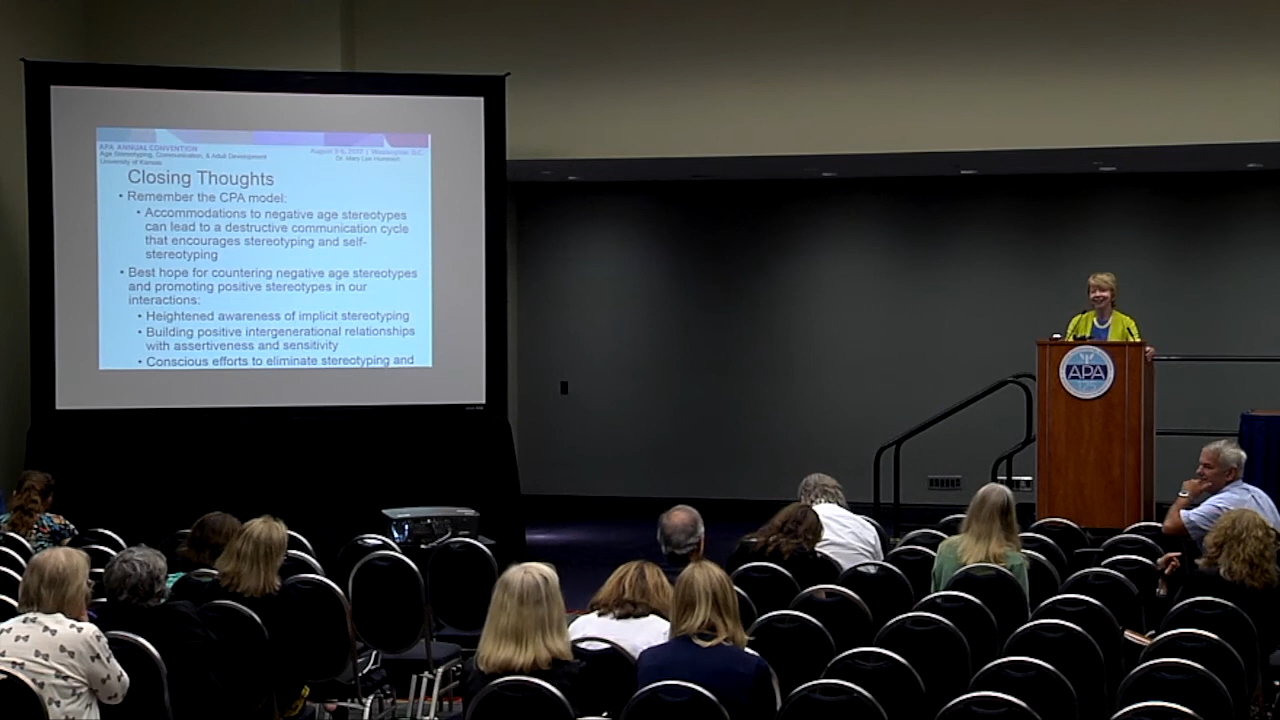 APA ANNUAL CONVENTION
August 3-6, 2017 | Washington, D.C.
Age Stereotyping, Communication, & Adult Development
Dr. Mary Lee Hummert
University of Kansas
Closing Thoughts
• Remember the CPA model:
• Accommodations to negative age stereotypes
can lead to a destructive communication cycle
that encourages stereotyping and self-
stereotyping
• Best hope for countering negative age stereotypes
and promoting positive stereotypes in our
interactions:
• Heightened awareness of implicit stereotyping
• Building positive intergenerational relationships
with assertiveness and sensitivity
• Conscious efforts to eliminate stereotyping and
APA
125